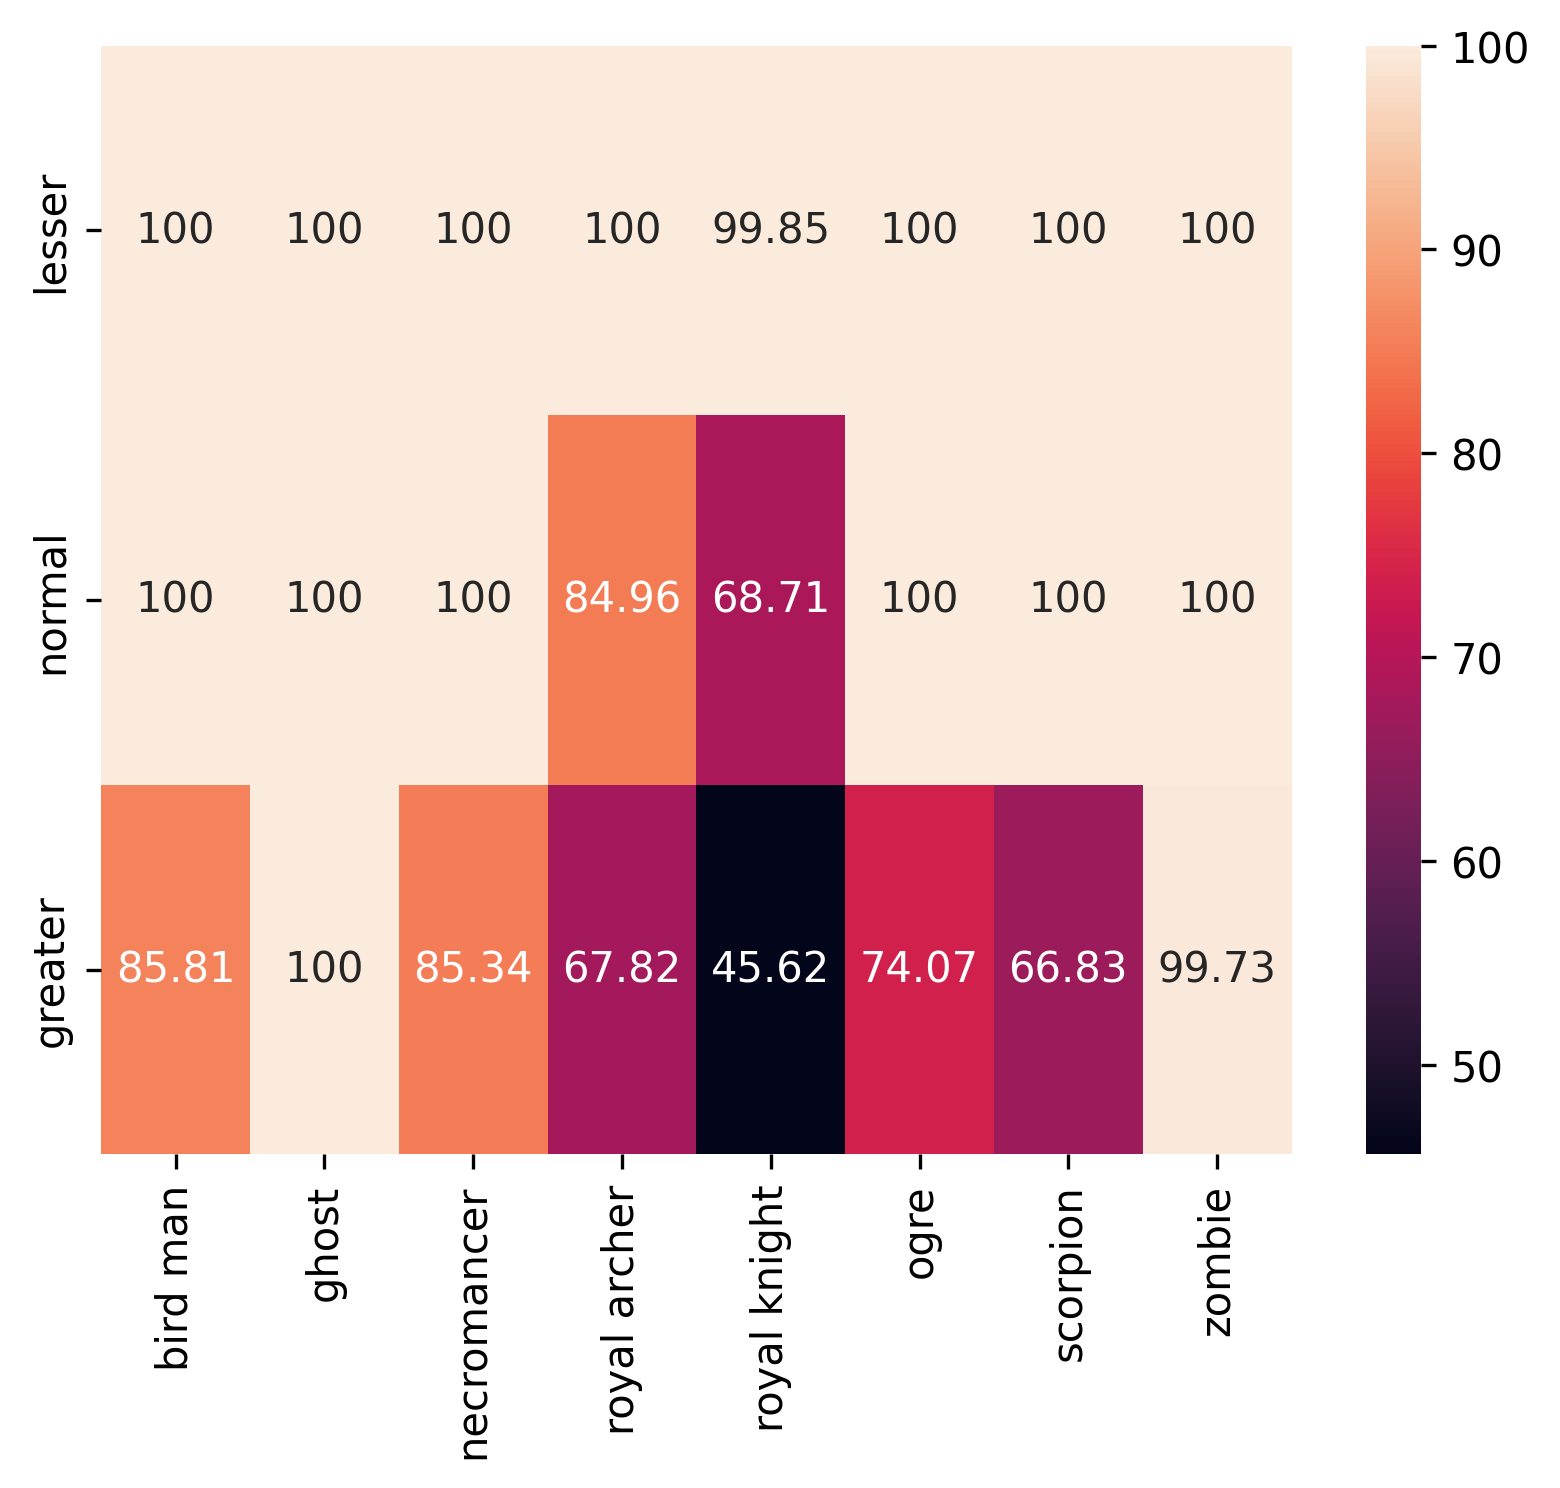 100
lesser 100 100 100 100 99.85 100 100 100
90
80
normal 100 100 100 84.96 68.71 100 100 100
70
60
greater 85.81 100 85.34 67.82 45.62 74.07 66.83 99.73
50
bird man ghost necromancer royal archer royal knight ogre scorpion zombie